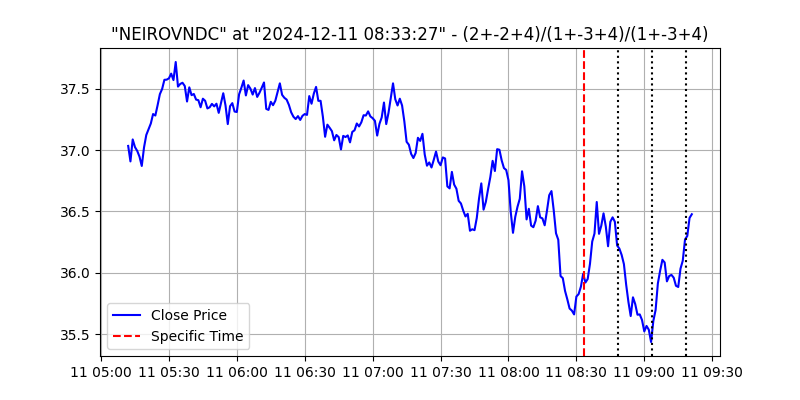 "NEIROVNDC" at "2024-12-11 08:33:27" - (2+-2+4)/(1+-3+4)/(1+-3+4)
37.5
37.0
36.5
36.0
35.5
Close Price
Specific Time
11 05:00 11 05:30 11 06:00 11 06:30 11 07:00 11 07:30 11 08:00 11 08:30 11 09:00 11 09:30